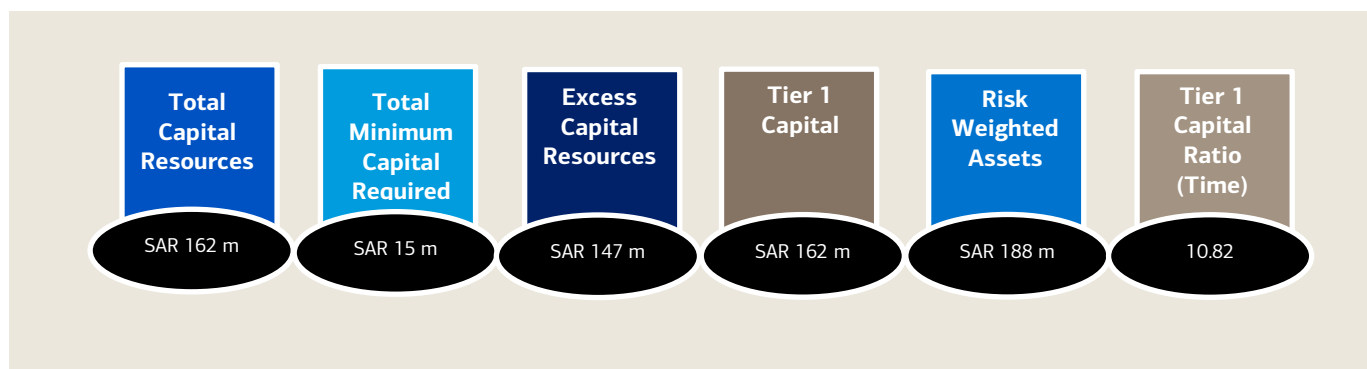 Total
Capital
Resources
SAR 162 m
Total
Minimum
Capital
Required
SAR 15 m
Excess
Capital
Resources
SAR 147 m
Tier 1
Capital
SAR 162 m
Risk
Weighted
Assets
SAR 188 m
Tier 1
Capital
Ratio
(Time)
10.82